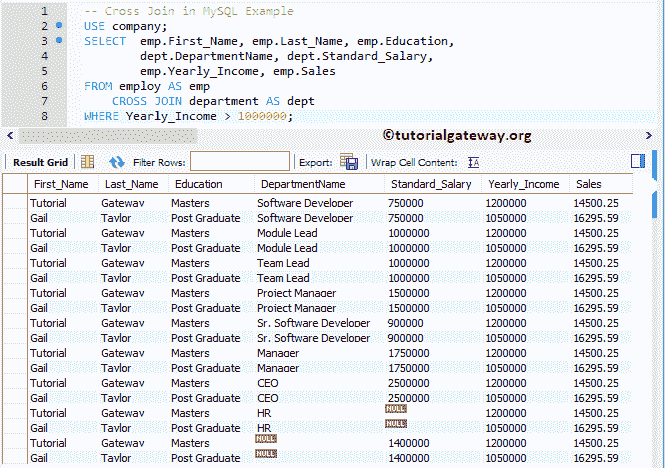 1 -- Cross Join in MySQL Example
2 USE company;
3 SELECT emp.First_Name, emp.Last_Name, emp.Education,
4 dept.DepartmentName, dept.Standard_Salary,
5 emp.Yearly_Income, emp.Sales
6 FROM employ AS emp
7 CROSS JOIN department AS dept
8 WHERE Yearly_Income > 1000000;
©tutorialgateway.org
Result Grid Filter Rows: Export: Wrap Cell Content:
First_Name Last_Name Education DepartmentName Standard_Salary Yearly_Income Sales
Tutorial Gateway Masters Software Developer 750000 1200000 14500.25
Gail Taylor Post Graduate Software Developer 750000 1050000 16295.59
Tutorial Gateway Masters Module Lead 1000000 1200000 14500.25
Gail Taylor Post Graduate Module Lead 1000000 1050000 16295.59
Tutorial Gateway Masters Team Lead 1000000 1200000 14500.25
Gail Taylor Post Graduate Team Lead 1000000 1050000 16295.59
Tutorial Gateway Masters Project Manager 1500000 1200000 14500.25
Gail Taylor Post Graduate Project Manager 1500000 1050000 16295.59
Tutorial Gateway Masters Sr. Software Developer 900000 1200000 14500.25
Gail Taylor Post Graduate Sr. Software Developer 900000 1050000 16295.59
Tutorial Gateway Masters Manager 1750000 1200000 14500.25
Gail Taylor Post Graduate Manager 1750000 1050000 16295.59
Tutorial Gateway Masters CEO 2500000 1200000 14500.25
Gail Taylor Post Graduate CEO 2500000 1050000 16295.59
Tutorial Gateway Masters HR NULL 1200000 14500.25
Gail Taylor Post Graduate HR NULL 1050000 16295.59
Tutorial Gateway Masters NULL 1400000 1200000 14500.25
Gail Taylor Post Graduate NULL 1400000 1050000 16295.59